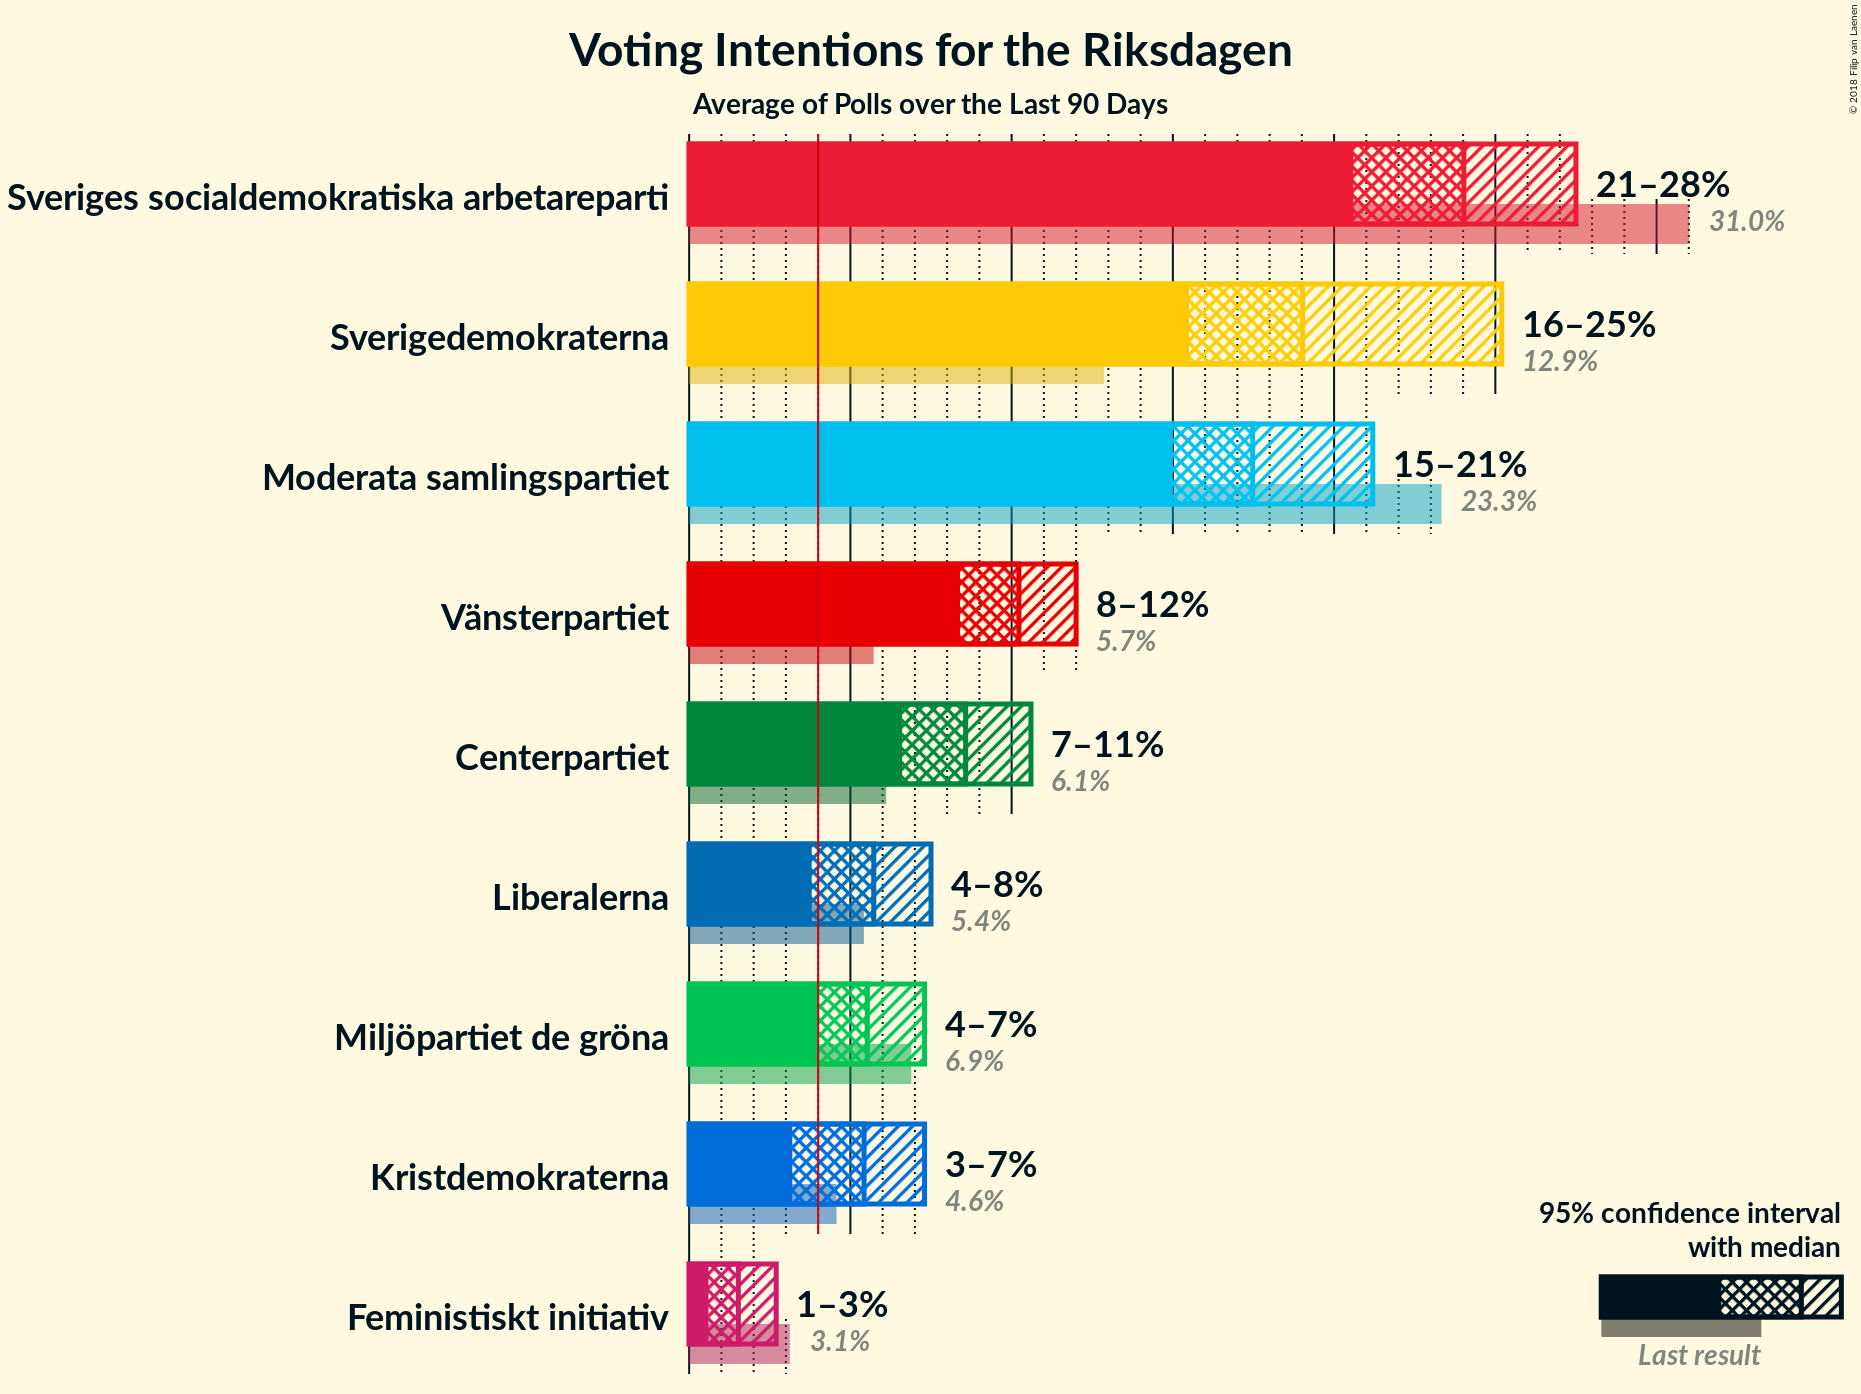 Voting Intentions for the Riksdagen
Average of Polls over the Last 90 Days
© 2018 Filip van Laenen
Sveriges socialdemokratiska arbetareparti
21–28%
31.0%
Sverigedemokraterna
16–25%
12.9%
Moderata samlingspartiet
15–21%
23.3%
Vänsterpartiet
8–12%
5.7%
Centerpartiet
7–11%
6.1%
Liberalerna
4–8%
5.4%
Miljöpartiet de gröna
4–7%
6.9%
Kristdemokraterna
3–7%
4.6%
Feministiskt initiativ
1–3%
3.1%
95% confidence interval
with median
Last result